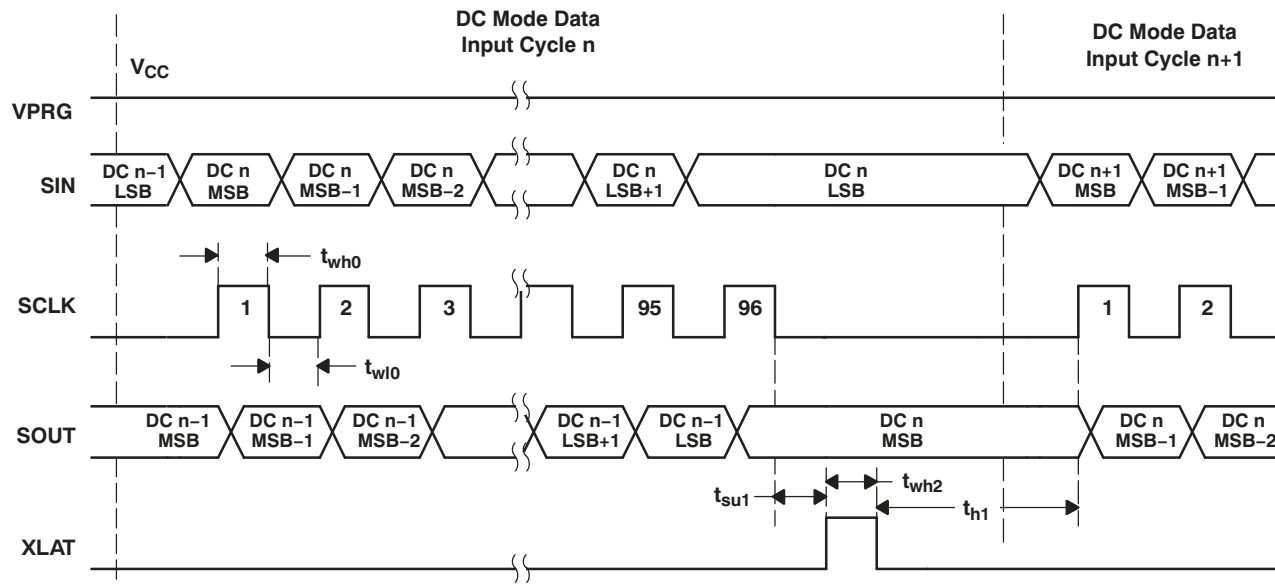 DC Mode Data
Input Cycle n
DC Mode Data
Input Cycle n+1
VCC
VPRG
SIN
DC n−1
LSB
DC n
MSB
DC n
MSB-1
DC n
MSB-2
DC n
LSB+1
DC n
LSB
DC n+1
MSB
DC n+1
MSB-1
twh0
SCLK
1
2
3
95
96
1
2
twl0
SOUT
DC n−1
MSB
DC n−1
MSB-1
DC n−1
MSB-2
DC n−1
LSB+1
DC n−1
LSB
DC n
MSB
DC n
MSB-1
DC n
MSB-2
tsu1
twh2
th1
XLAT